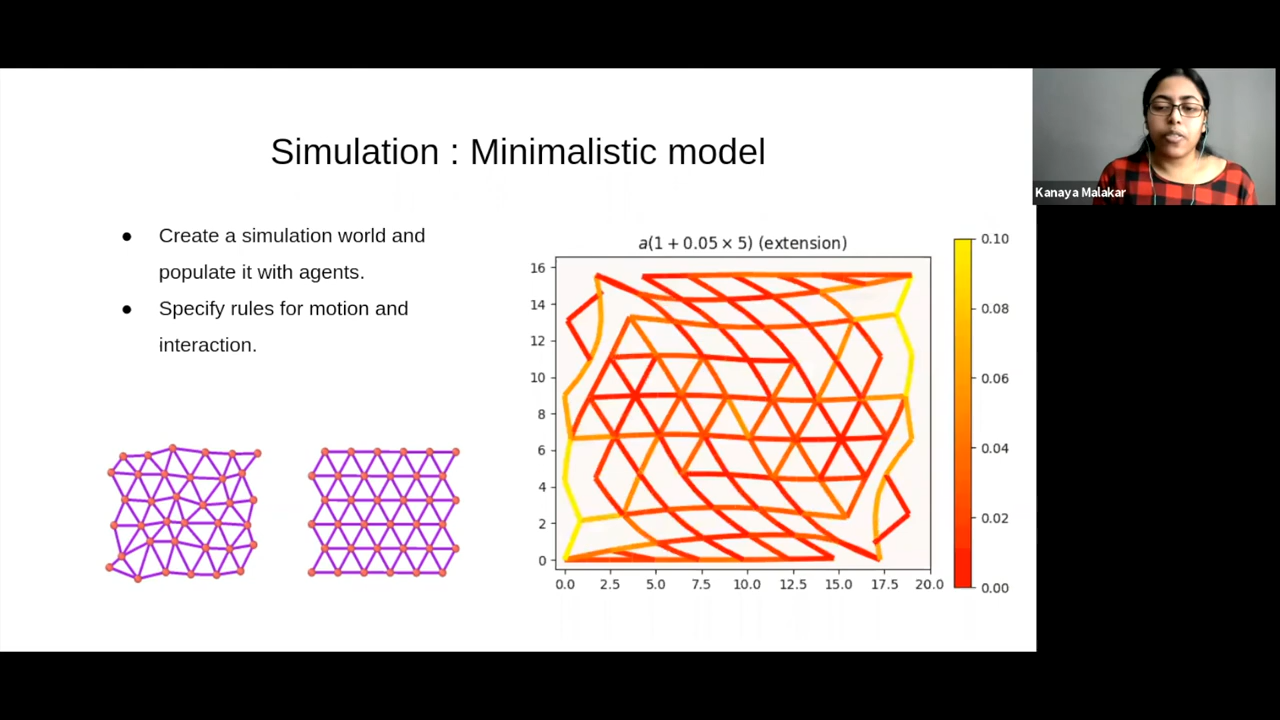 Simulation : Minimalistic model
● Create a simulation world and
populate it with agents.
● Specify rules for motion and
interaction.
a(1 + 0.05 × 5) (extension)
16
14
12
10
8
6
4
2
0
0.0 2.5 5.0 7.5 10.0 12.5 15.0 17.5 20.0
0.10
0.08
0.06
0.04
0.02
0.00
Kanaya Malakar